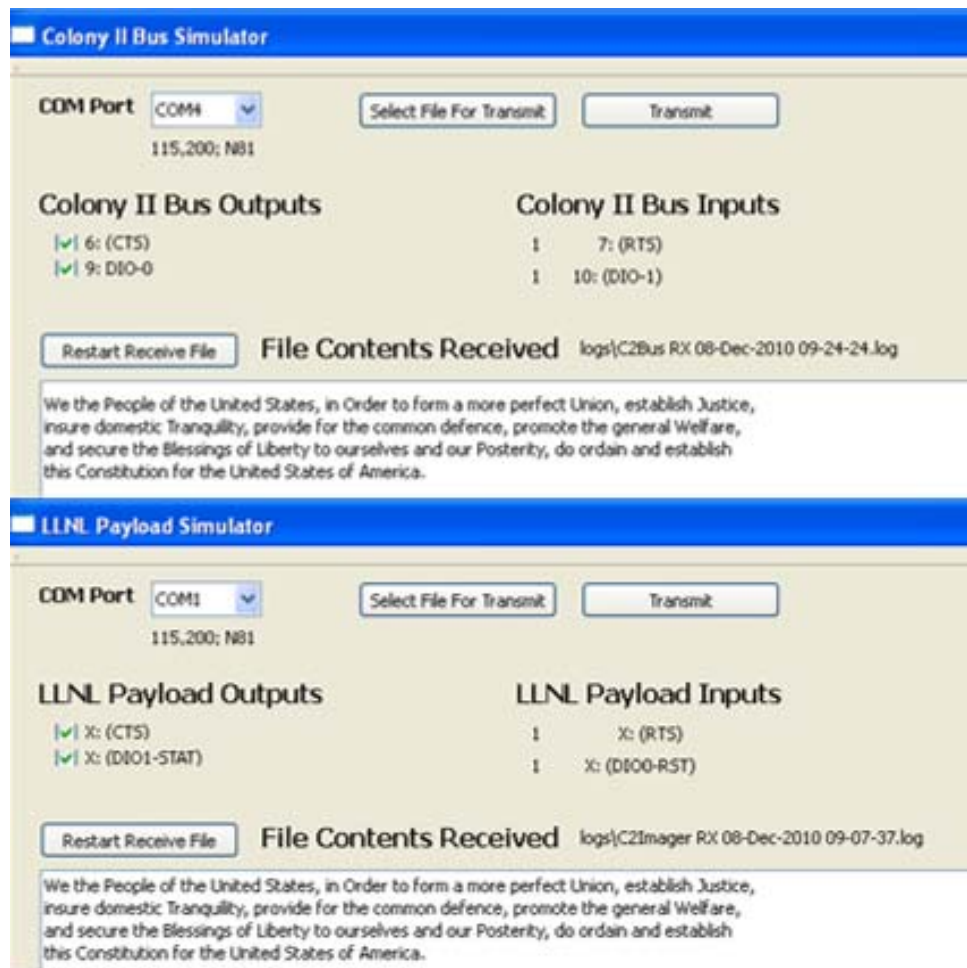 Colony II Bus Simulator
COM Port COM4 Select File For Transmit Transmit
115,200; N81
Colony II Bus Outputs Colony II Bus Inputs
6: (CTS) 1 7: (RTS)
9: DIO-0 1 10: (DIO-1)
Restart Receive File File Contents Received logs\C2Bus RX 08-Dec-2010 09-24-24.log
We the People of the United States, in Order to form a more perfect Union, establish Justice,
insure domestic Tranquility, provide for the common defence, promote the general Welfare,
and secure the Blessings of Liberty to ourselves and our Posterity, do ordain and establish
this Constitution for the United States of America.
LLNL Payload Simulator
COM Port COM1 Select File For Transmit Transmit
115,200; N81
LLNL Payload Outputs LLNL Payload Inputs
X: (CTS) 1 X: (RTS)
X: (DIO1-STAT) 1 X: (DIO0-RST)
Restart Receive File File Contents Received logs\C2Imager RX 08-Dec-2010 09-07-37.log
We the People of the United States, in Order to form a more perfect Union, establish Justice,
insure domestic Tranquility, provide for the common defence, promote the general Welfare,
and secure the Blessings of Liberty to ourselves and our Posterity, do ordain and establish
this Constitution for the United States of America.